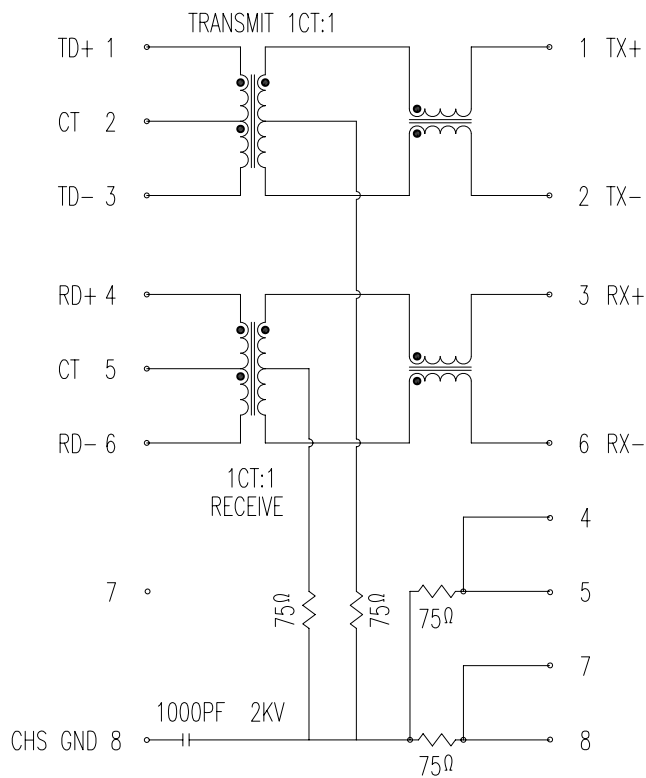 TRANSMIT 1CT:1
TD+ 1
1 TX+
CT 2
TD- 3
2 TX-
RD+ 4
3 RX+
CT 5
RD- 6
6 RX-
1CT:1
RECEIVE
4
7
75Ω
75Ω
5
75Ω
7
1000PF 2KV
CHS GND 8
8
75Ω